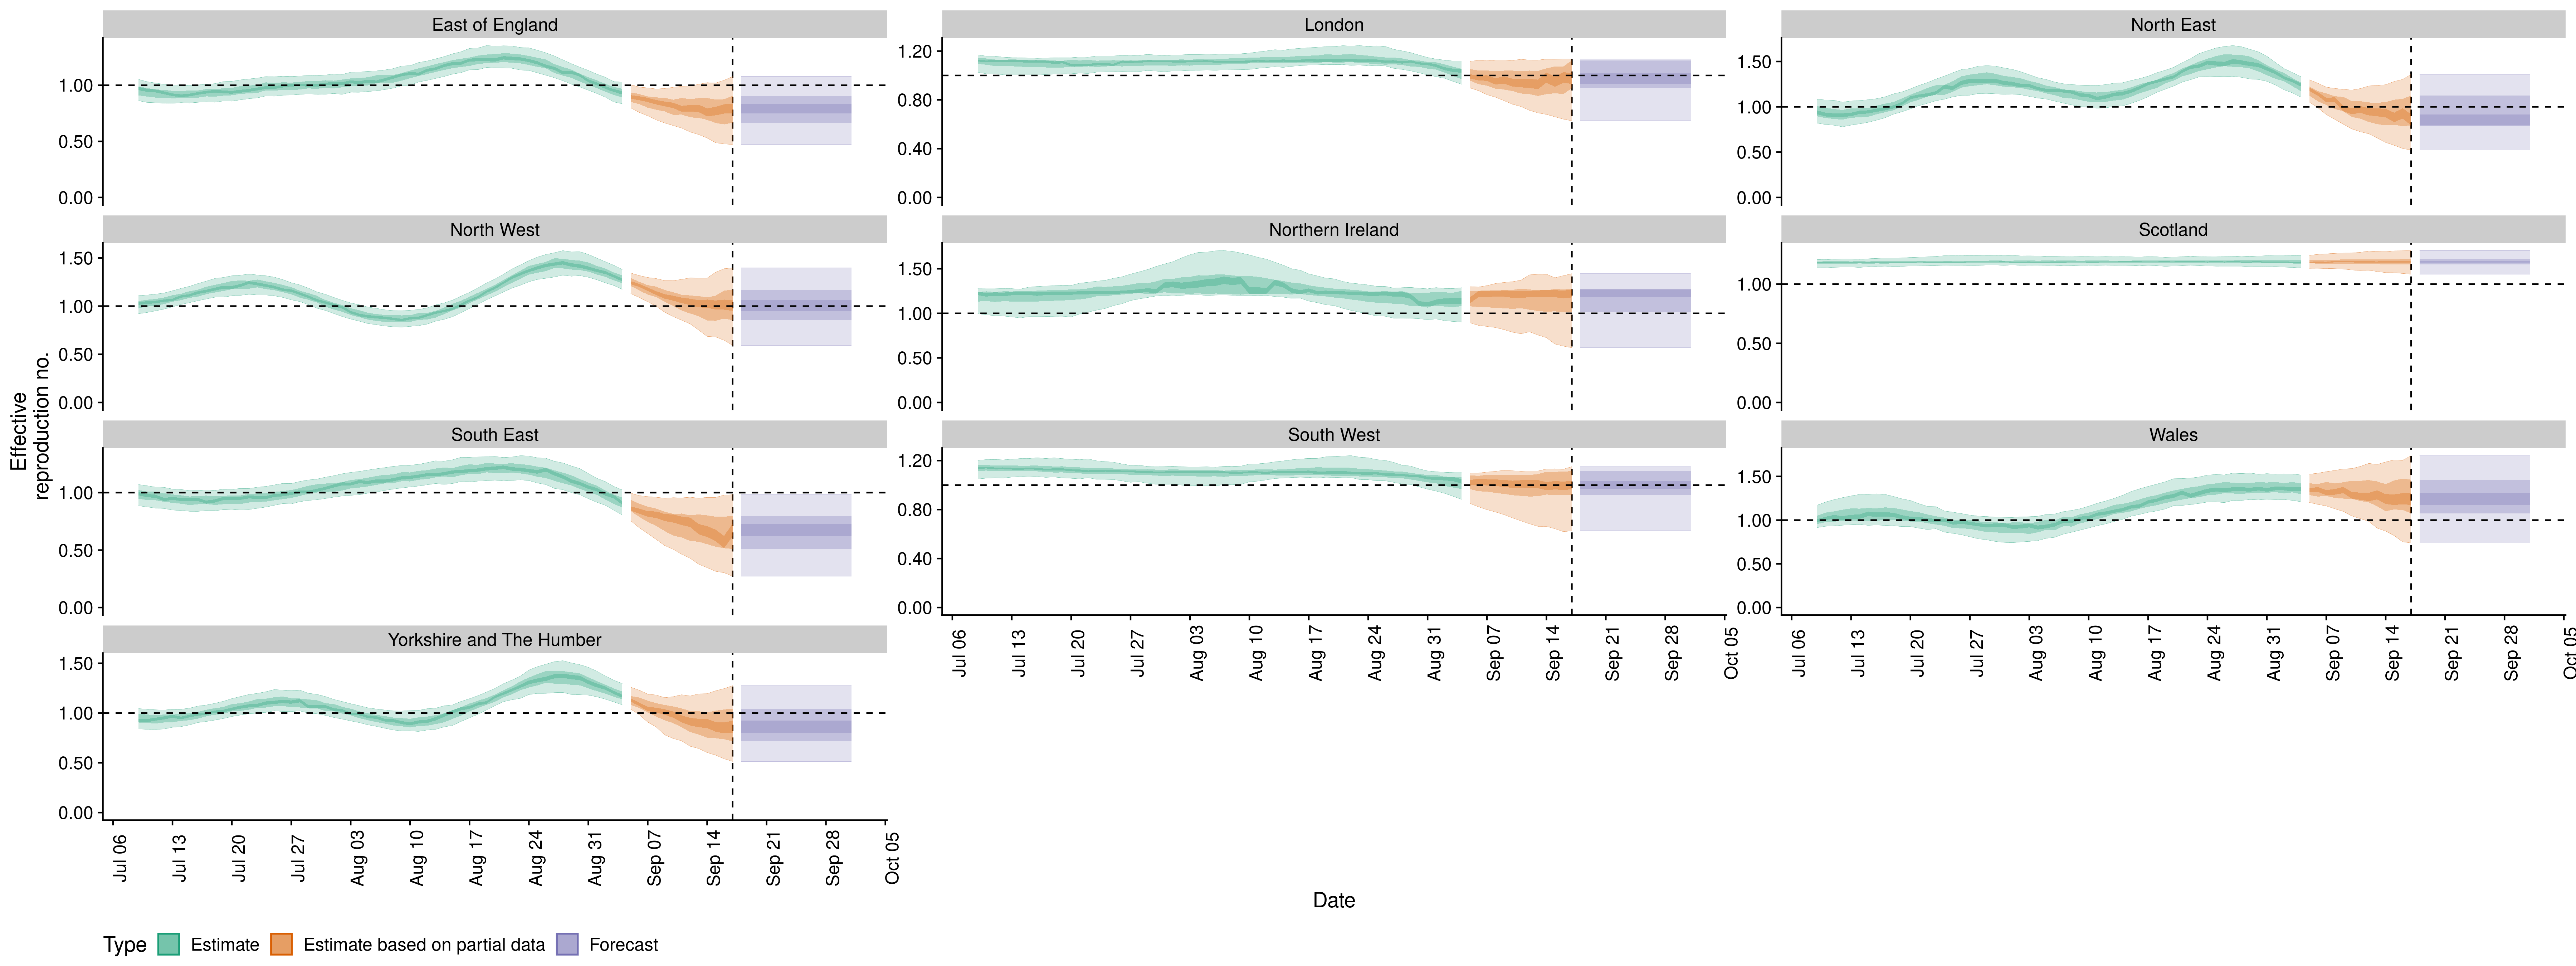 East of England
London
North East
1.00
0.50
0.00
1.20
0.80
0.40
0.00
1.50
1.00
0.50
0.00
North West
Northern Ireland
Scotland
1.50
1.00
0.50
0.00
1.50
1.00
0.50
0.00
1.00
0.50
0.00
Effective
reproduction no.
South East
South West
Wales
1.00
0.50
0.00
1.20
0.80
0.40
0.00
1.50
1.00
0.50
0.00
Jul 06
Jul 13
Jul 20
Jul 27
Aug 03
Aug 10
Aug 17
Aug 24
Aug 31
Sep 07
Sep 14
Sep 21
Sep 28
Oct 05
Jul 06
Jul 13
Jul 20
Jul 27
Aug 03
Aug 10
Aug 17
Aug 24
Aug 31
Sep 07
Sep 14
Sep 21
Sep 28
Oct 05
Yorkshire and The Humber
1.50
1.00
0.50
0.00
Jul 06
Jul 13
Jul 20
Jul 27
Aug 03
Aug 10
Aug 17
Aug 24
Aug 31
Sep 07
Sep 14
Sep 21
Sep 28
Oct 05
Date
Type Estimate Estimate based on partial data Forecast